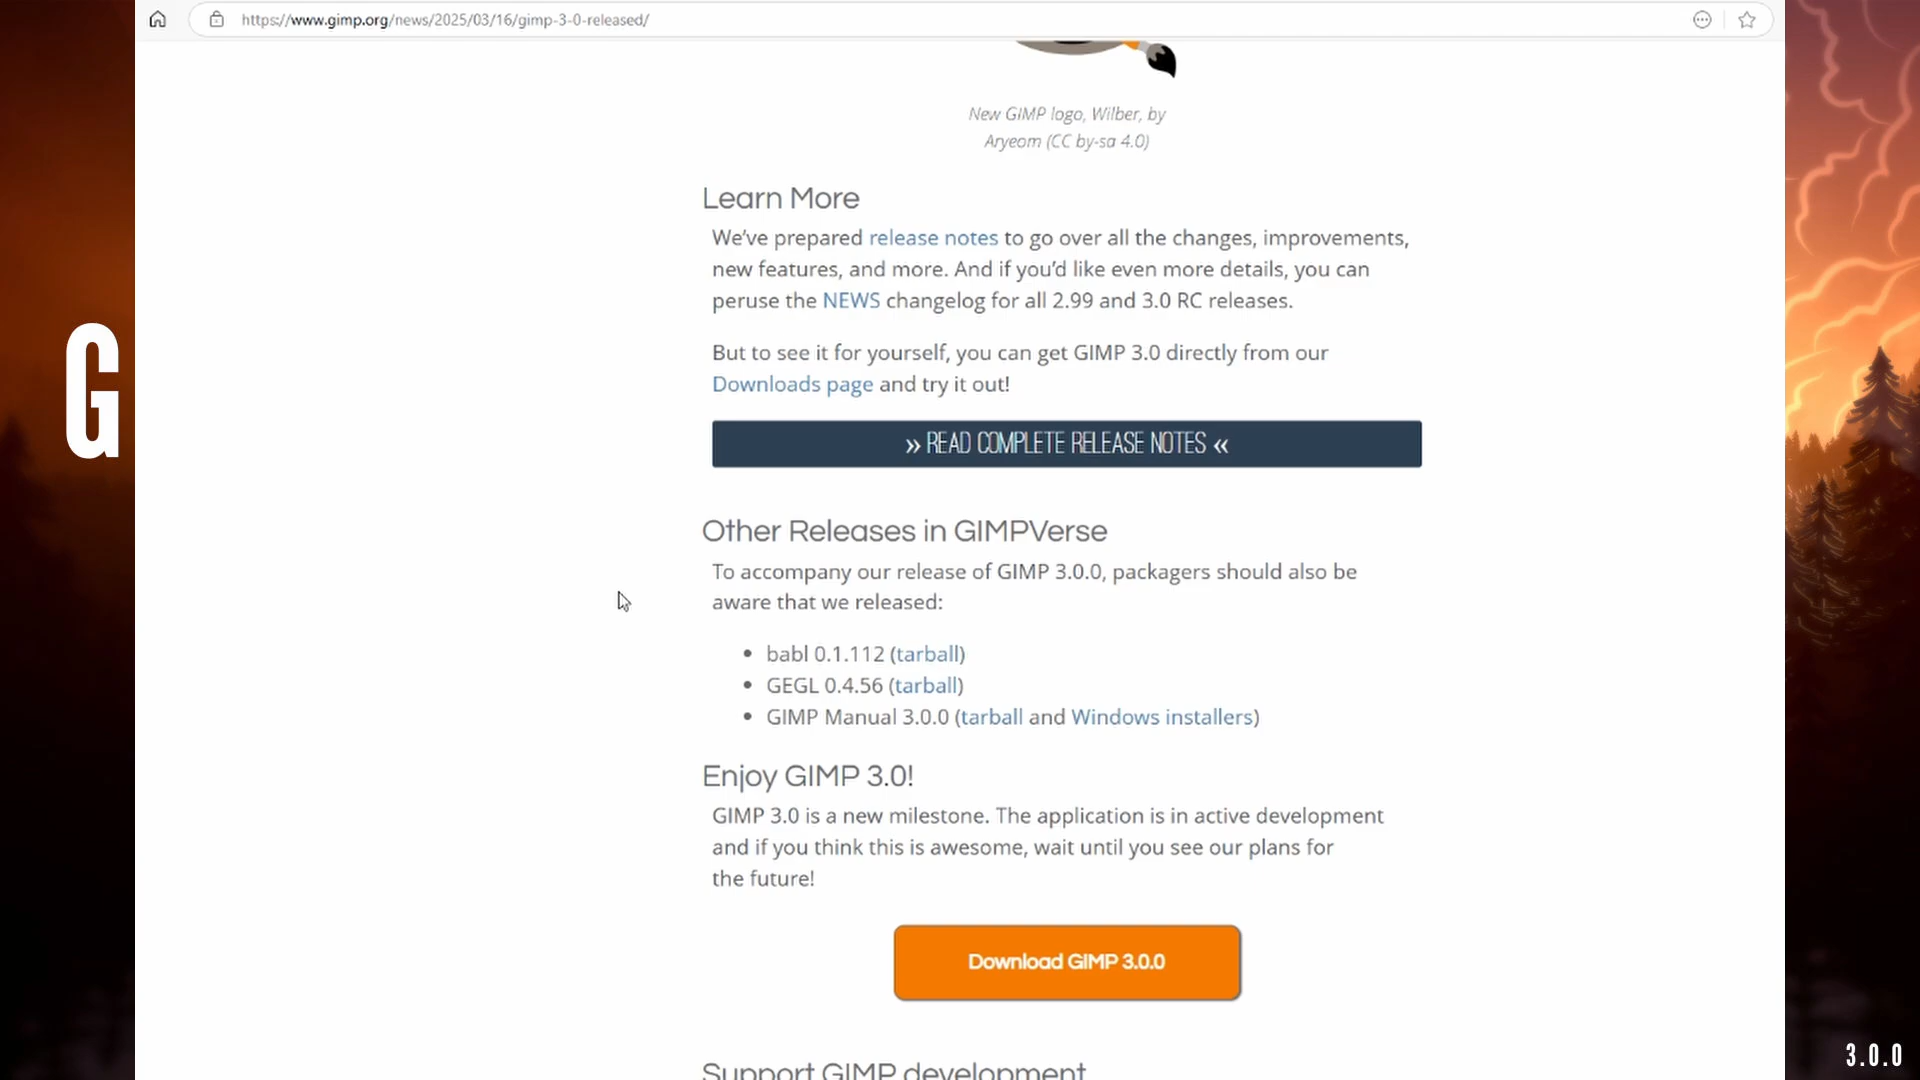 https://www.gimp.org/news/2025/03/16/gimp-3-0-released/
New GIMP logo, Wilber, by
Aryeom (CC by-sa 4.0)
Learn More
We’ve prepared release notes to go over all the changes, improvements,
new features, and more. And if you’d like even more details, you can
peruse the NEWS changelog for all 2.99 and 3.0 RC releases.
But to see it for yourself, you can get GIMP 3.0 directly from our
Downloads page and try it out!
» READ COMPLETE RELEASE NOTES «
G
Other Releases in GIMPVerse
To accompany our release of GIMP 3.0.0, packagers should also be
aware that we released:
• babl 0.1.112 (tarball)
• GEGL 0.4.56 (tarball)
• GIMP Manual 3.0.0 (tarball and Windows installers)
Enjoy GIMP 3.0!
GIMP 3.0 is a new milestone. The application is in active development
and if you think this is awesome, wait until you see our plans for
the future!
Download GIMP 3.0.0
Support GIMP development
3.0.0